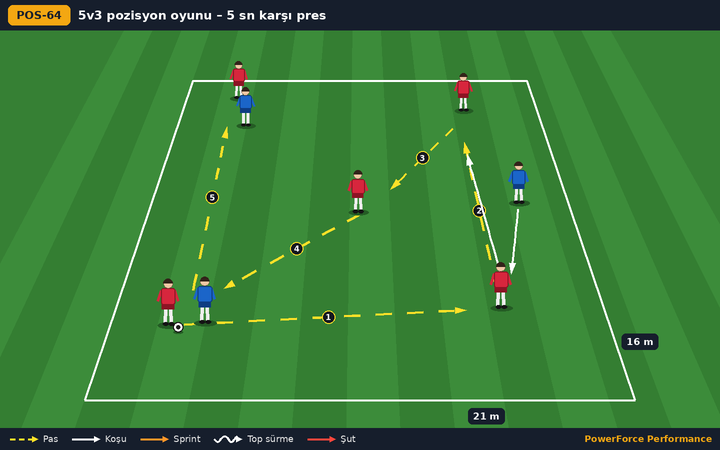 POS-64 5v3 pozisyon oyunu – 5 sn karşı pres
3
5
2
4
1
16 m
21 m
Pas Koşu Sprint Top sürme Şut PowerForce Performance